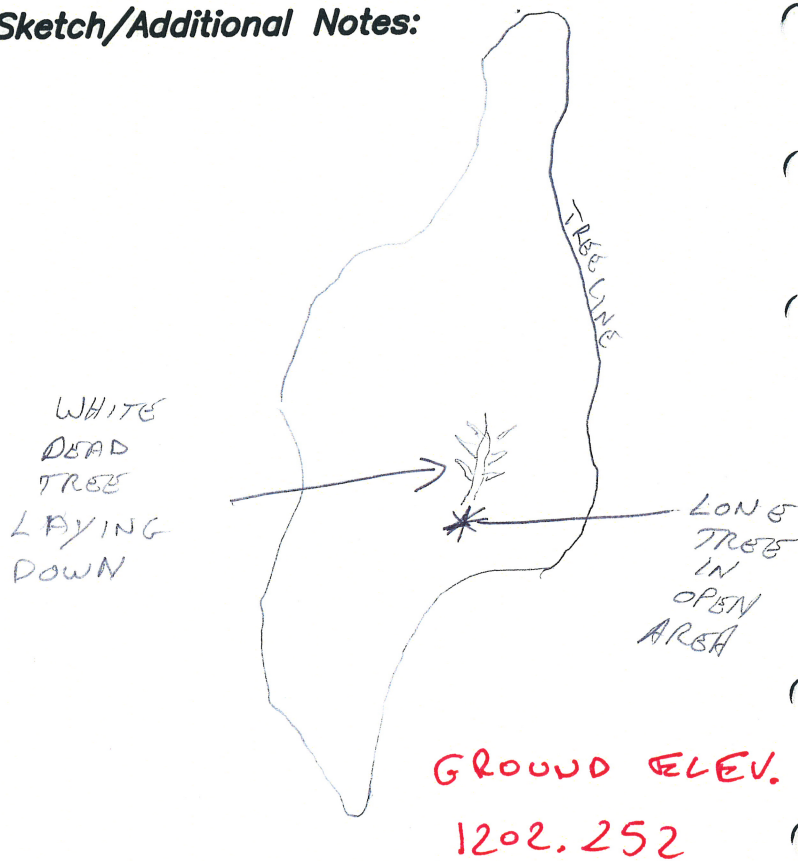 Sketch/Additional Notes:
TREE LINE
WHITE
DEAD
TREE
LAYING
DOWN
LONE
TREE
IN
OPEN
AREA
GROUND ELEV.
1202.252